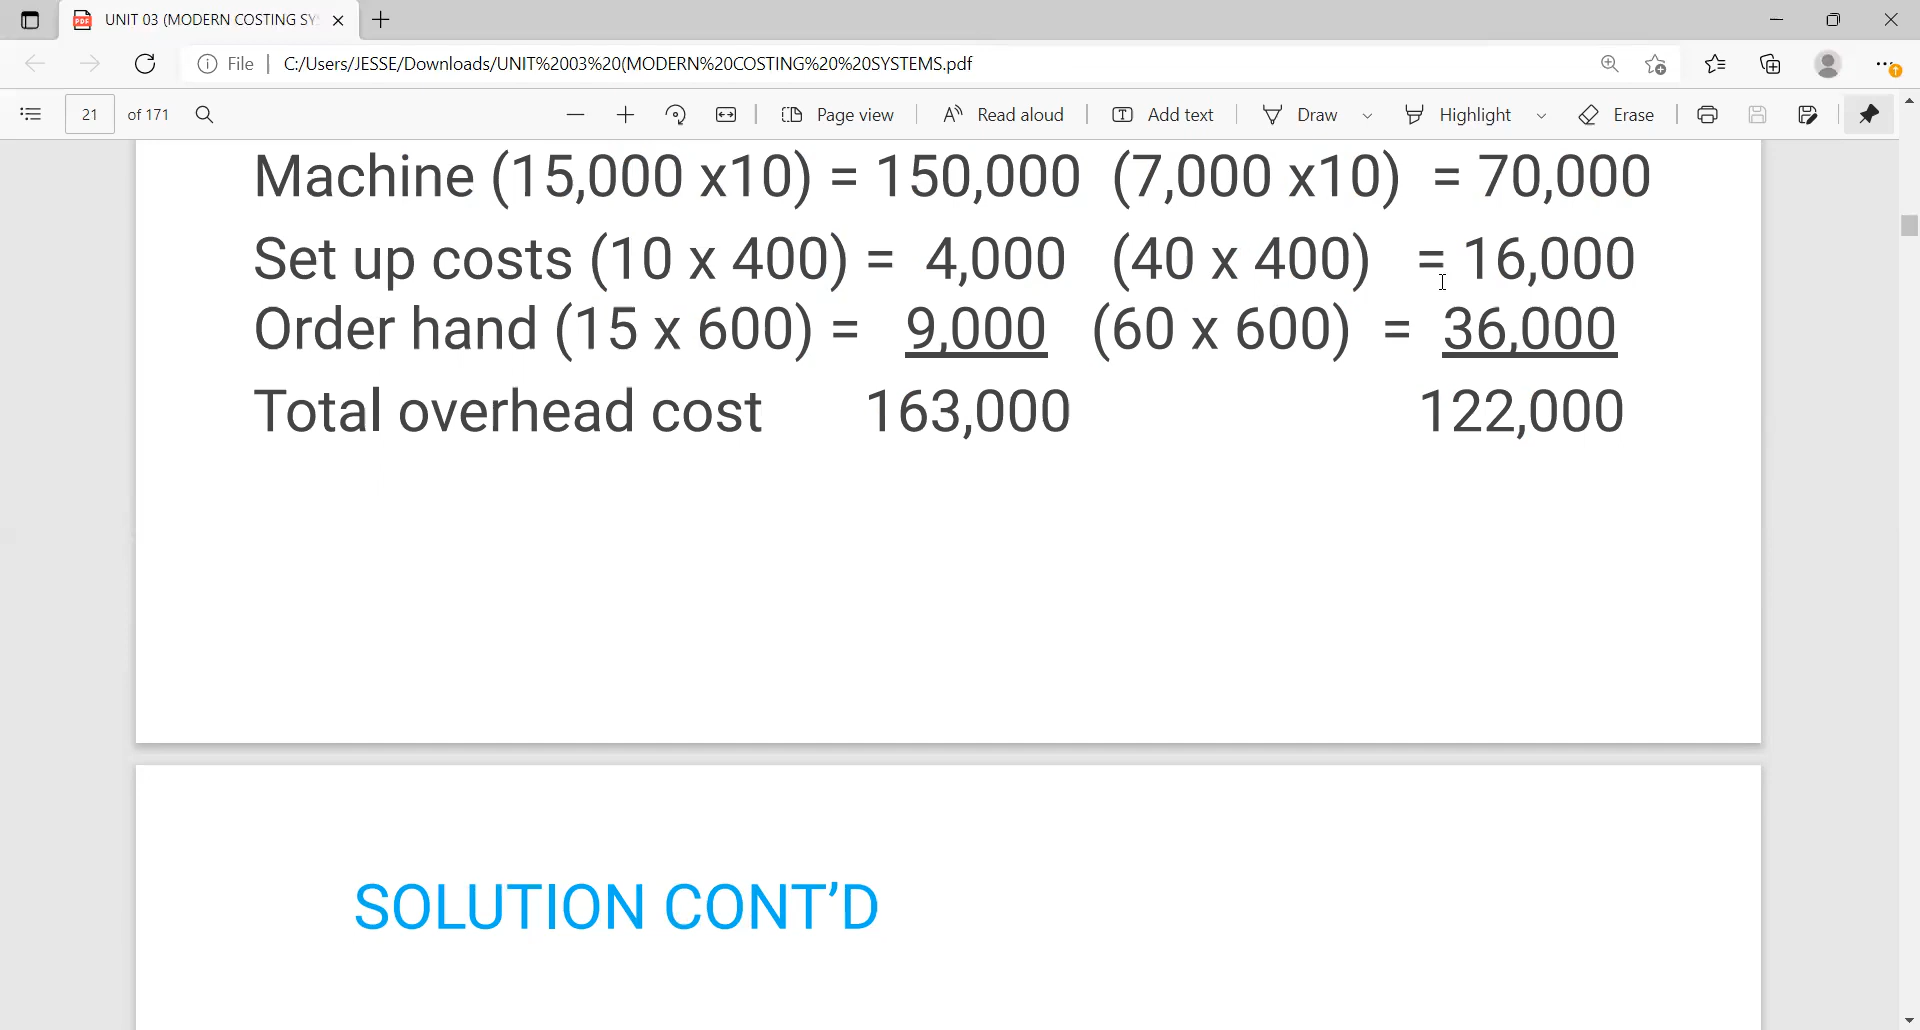 UNIT 03 (MODERN COSTING SY
File
C:/Users/JESSE/Downloads/UNIT%2003%20(MODERN%20COSTING%20%20SYSTEMS.pdf
21 of 171
Page view
Read aloud
Add text
Draw
Highlight
Erase
Machine (15,000 x10) = 150,000 (7,000 x10) = 70,000
Set up costs (10 x 400) = 4,000 (40 x 400) = 16,000
Order hand (15 x 600) = 9,000 (60 x 600) = 36,000
Total overhead cost 163,000 122,000
SOLUTION CONT’D